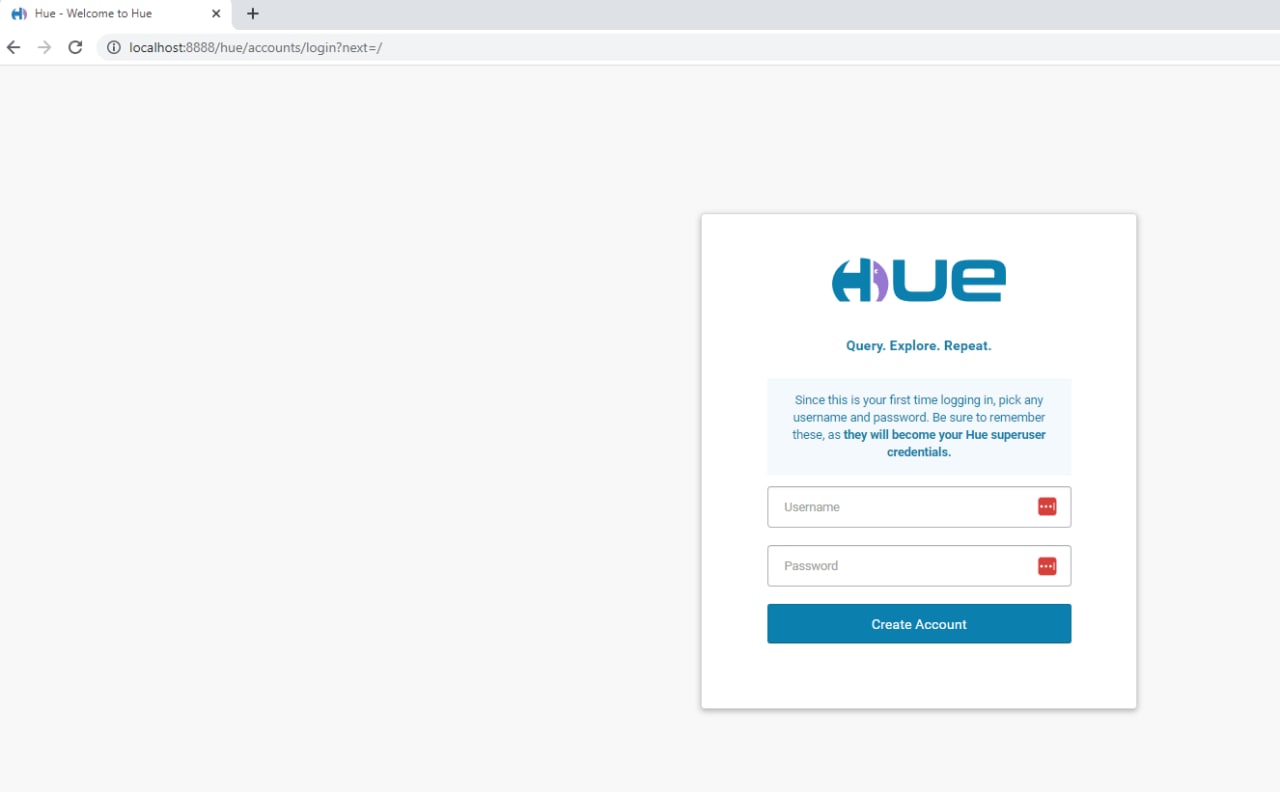 Hue - Welcome to Hue
localhost:8888/hue/accounts/login?next=/
HUE
Query. Explore. Repeat.
Since this is your first time logging in, pick any
username and password. Be sure to remember
these, as they will become your Hue superuser
credentials.
Username
Password
Create Account